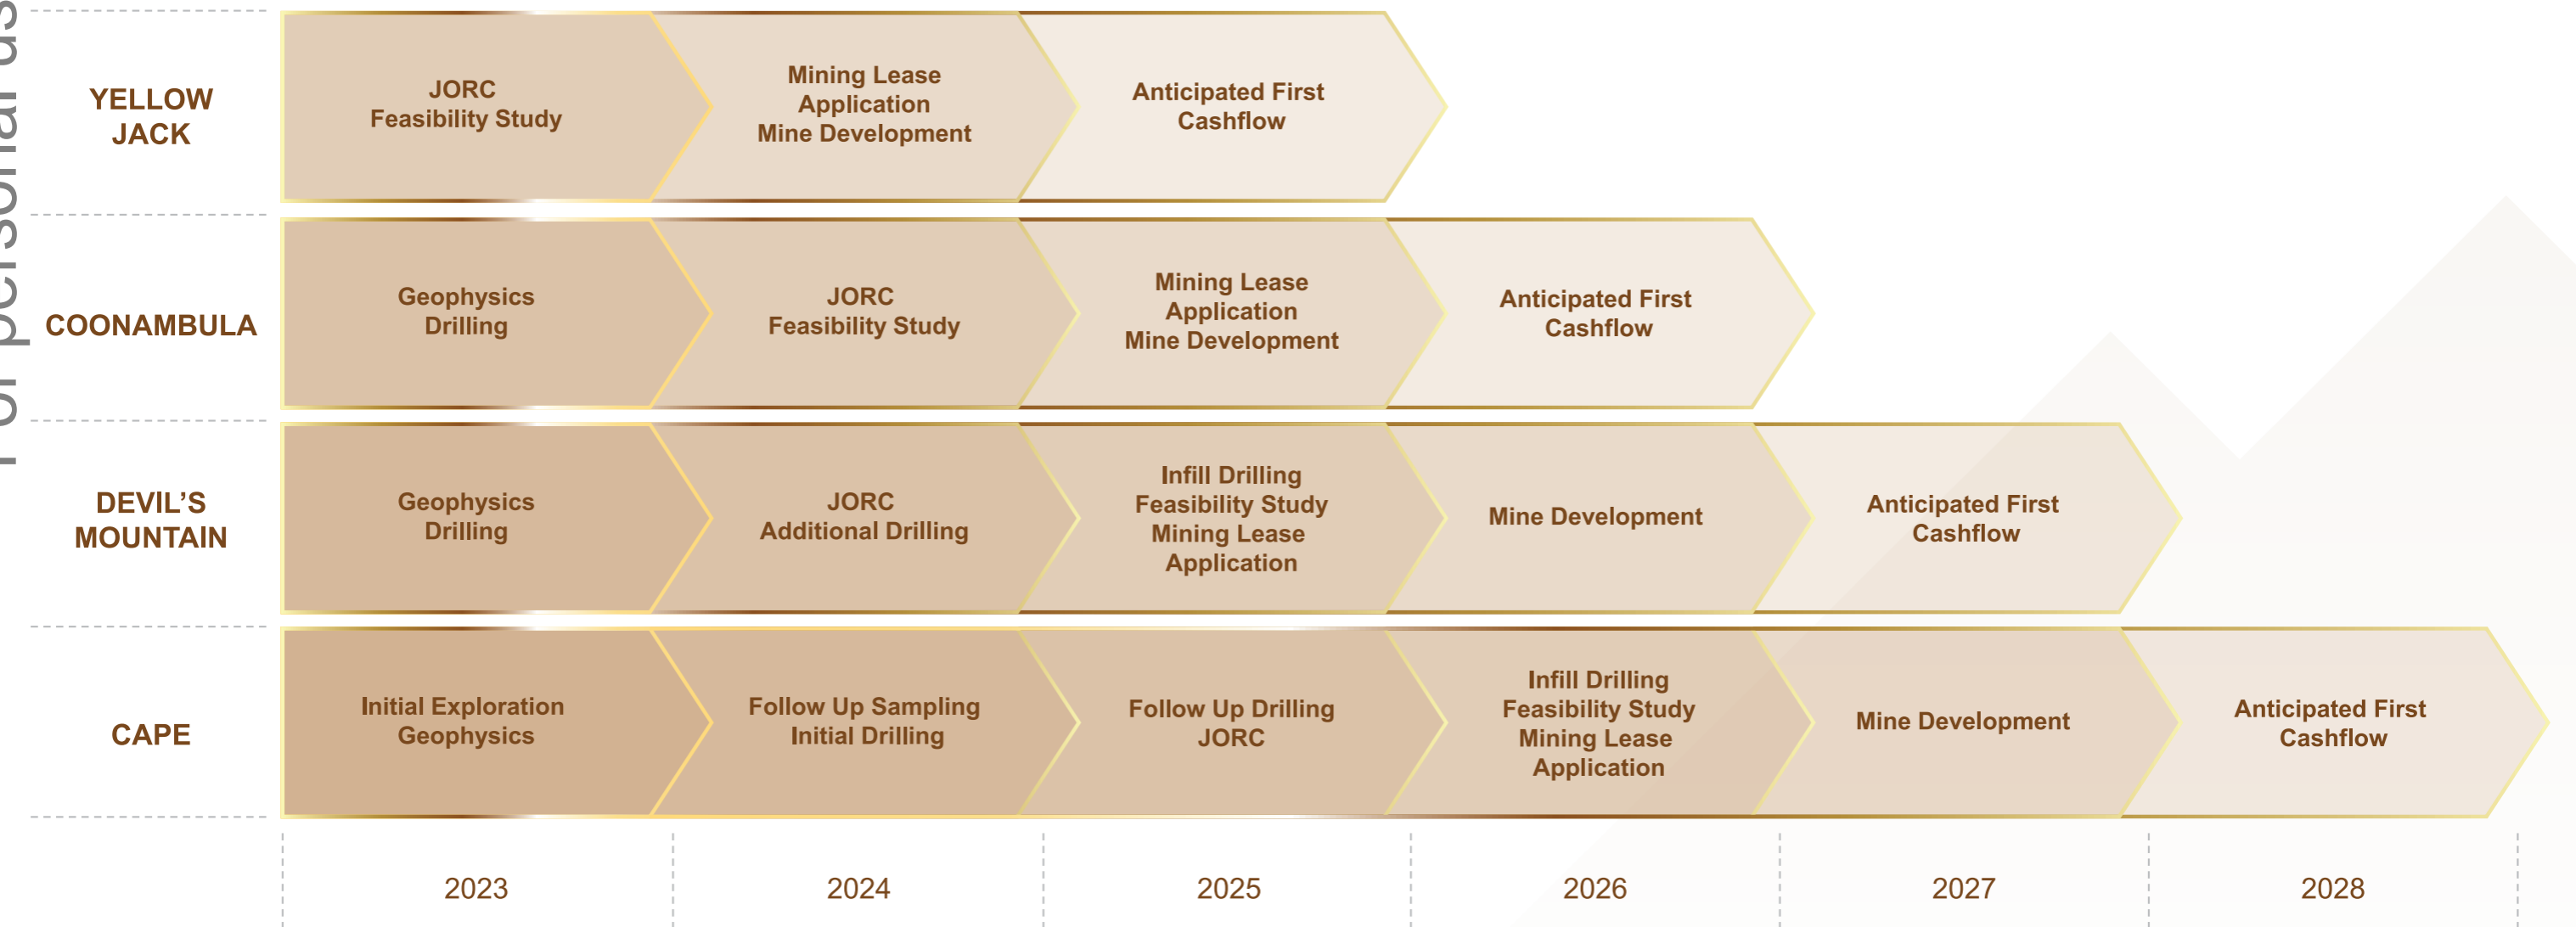 For personal us
YELLOW
JACK
JORC
Feasibility Study
Mining Lease
Application
Mine Development
Anticipated First
Cashflow
COONAMBULA
Geophysics
Drilling
JORC
Feasibility Study
Mining Lease
Application
Mine Development
Anticipated First
Cashflow
DEVIL’S
MOUNTAIN
Geophysics
Drilling
JORC
Additional Drilling
Infill Drilling
Feasibility Study
Mining Lease
Application
Mine Development
Anticipated First
Cashflow
CAPE
Initial Exploration
Geophysics
Follow Up Sampling
Initial Drilling
Follow Up Drilling
JORC
Infill Drilling
Feasibility Study
Mining Lease
Application
Mine Development
Anticipated First
Cashflow
2023
2024
2025
2026
2027
2028